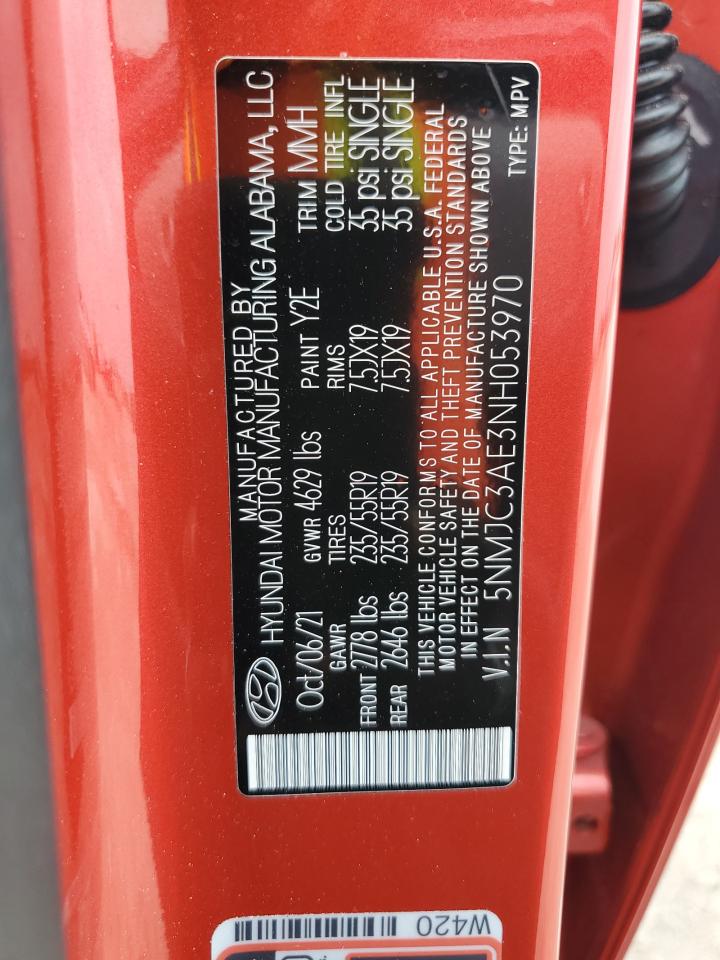 MANUFACTURED BY
HYUNDAI MOTOR MANUFACTURING ALABAMA, LLC
Oct/06/21 GVWR 4629 lbs PAINT Y2E TRIM MMH
GAWR TIRES RIMS COLD TIRE INFL
FRONT 2778 lbs 235/55R19 7.5JX19 35 psi SINGLE
REAR 2646 lbs 235/55R19 7.5JX19 35 psi SINGLE
THIS VEHICLE CONFORMS TO ALL APPLICABLE U.S.A. FEDERAL
MOTOR VEHICLE SAFETY AND THEFT PREVENTION STANDARDS
IN EFFECT ON THE DATE OF MANUFACTURE SHOWN ABOVE
V.I.N 5NMJC3AE3NH053970 TYPE: MPV
W420